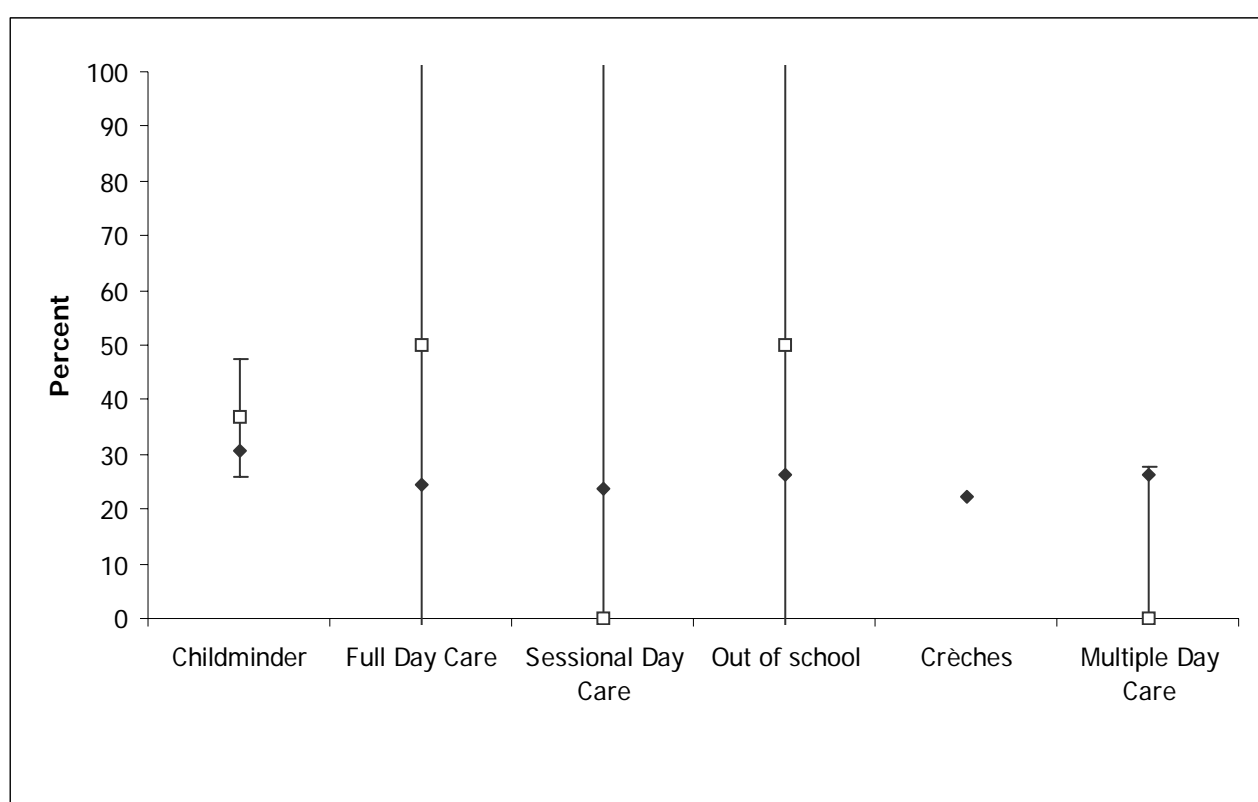 100
90
80
70
60
50
40
30
20
10
0
Percent
Childminder
Full Day Care
Sessional Day
Care
Out of school
Crèches
Multiple Day
Care